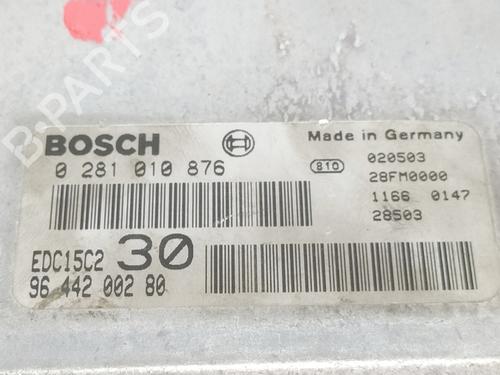 BOSCH
Made in Germany
0 281 010 876
810
020503
28FM0000
1166 0147
28503
EDC15C2
30
96 442 002 80
B-PARTS